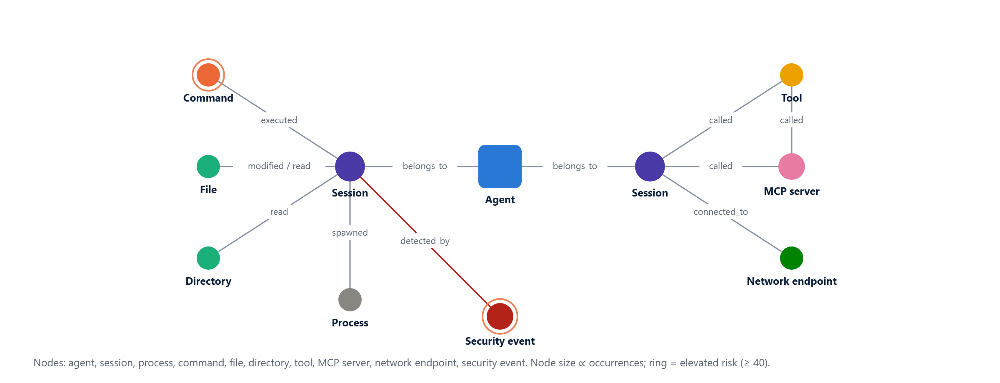 Command
Tool
executed
called
called
modified / read
belongs_to
belongs_to
called
File
Session
Agent
Session
MCP server
read
connected_to
spawned
detected_by
Directory
Network endpoint
Process
Security event
Nodes: agent, session, process, command, file, directory, tool, MCP server, network endpoint, security event. Node size ∝ occurrences; ring = elevated risk (≥ 40).